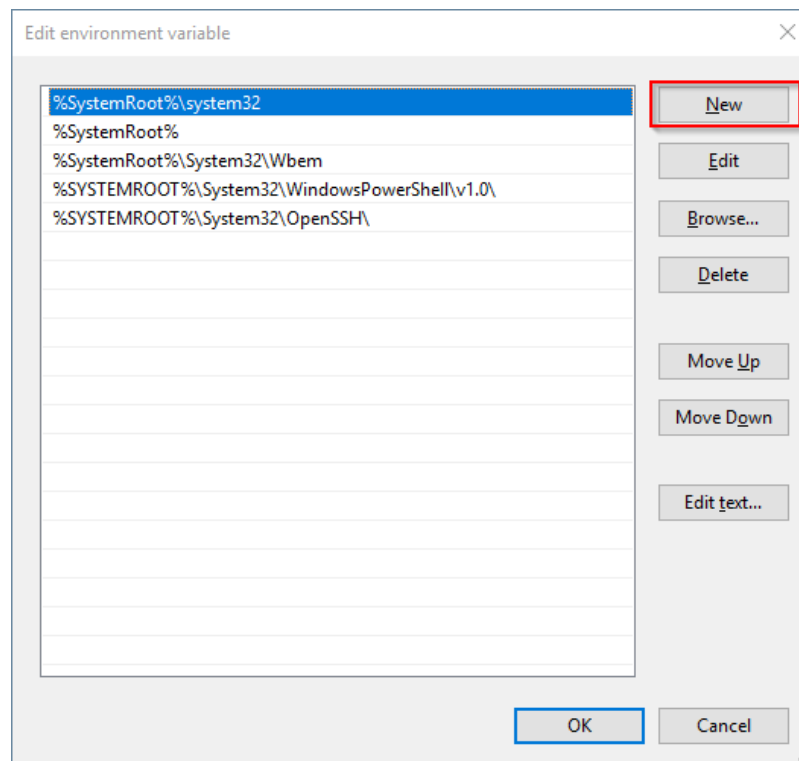 Edit environment variable
%SystemRoot%\system32
%SystemRoot%
%SystemRoot%\System32\Wbem
%SYSTEMROOT%\System32\WindowsPowerShell\v1.0\
%SYSTEMROOT%\System32\OpenSSH\
New
Edit
Browse...
Delete
Move Up
Move Down
Edit text...
OK
Cancel